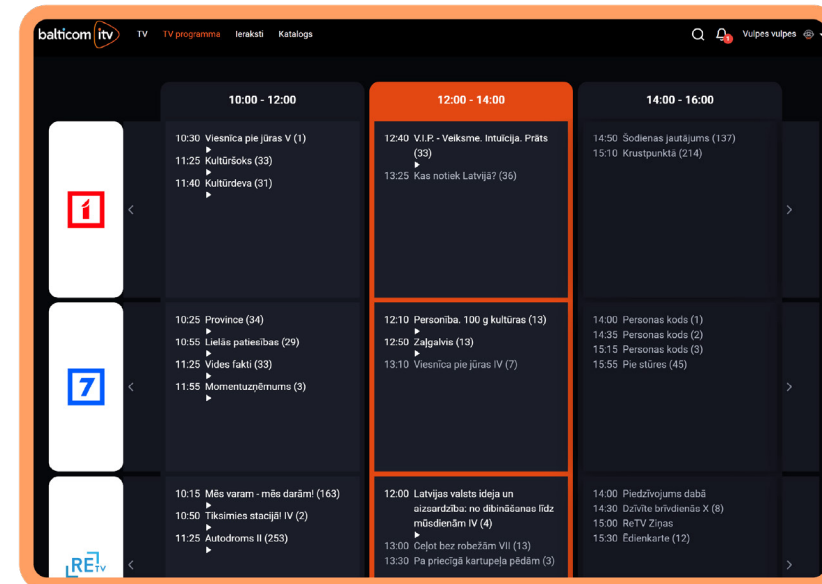 balticom itv TV TV programma Ieraksti Katalogs 1 Vulpes vulpes
10:00 - 12:00
12:00 - 14:00
14:00 - 16:00
1
10:30 Viesnīca pie jūras V (1)
11:25 Kultūršoks (33)
11:40 Kultūrdeva (31)
12:40 V.I.P. - Veiksme. Intuīcija. Prāts
(33)
13:25 Kas notiek Latvijā? (36)
14:50 Šodienas jautājums (137)
15:10 Krustpunktā (214)
7
10:25 Province (34)
10:55 Lielās patiesības (29)
11:25 Vides fakti (33)
11:55 Momentuzņēmums (3)
12:10 Personība. 100 g kultūras (13)
12:50 Zaļgalvis (13)
13:10 Viesnīca pie jūras IV (7)
14:00 Personas kods (1)
14:35 Personas kods (2)
15:15 Personas kods (3)
15:55 Pie stūres (45)
RE TV
10:15 Mēs varam - mēs darām! (163)
10:50 Tiksimies stacijā! IV (2)
11:25 Autodroms II (253)
12:00 Latvijas valsts ideja un
aizsardzība: no dibināšanas līdz
mūsdienām IV (4)
13:00 Ceļot bez robežām VII (13)
13:30 Pa priecīgā kartupeļa pēdām (3)
14:00 Piedzīvojums dabā
14:30 Dzīvīte brīvdienās X (8)
15:00 ReTV Ziņas
15:30 Ēdienkarte (12)